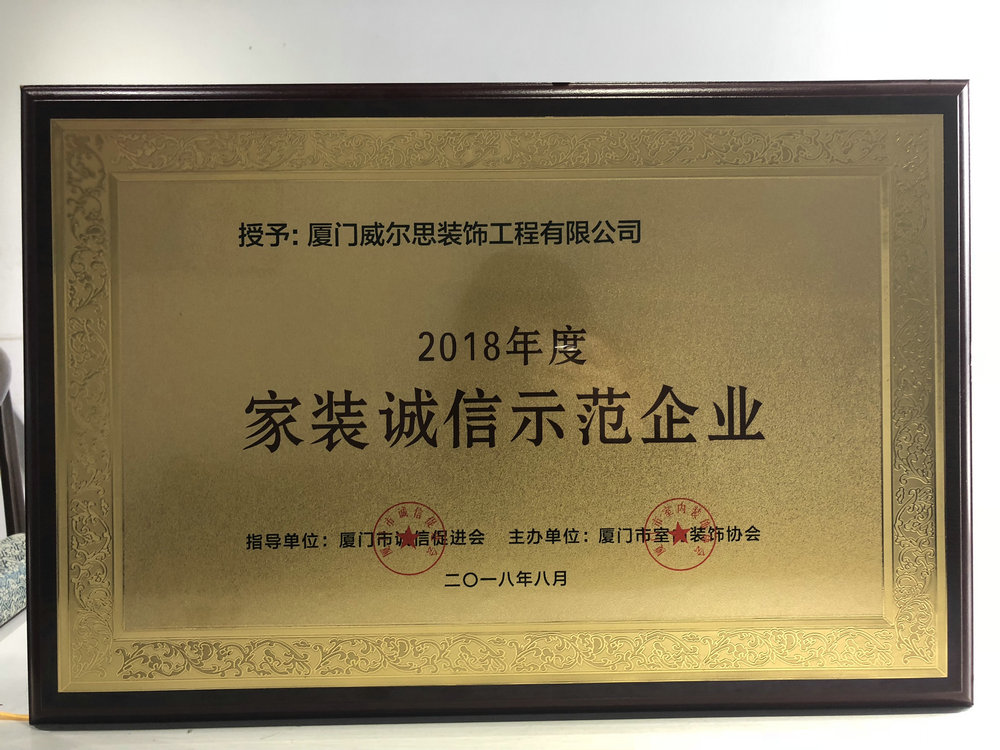 授予：厦门威尔思装饰工程有限公司
2018年度
家装诚信示范企业
指导单位：厦门市诚信促进会 主办单位：厦门市室内装饰协会
二〇一八年八月